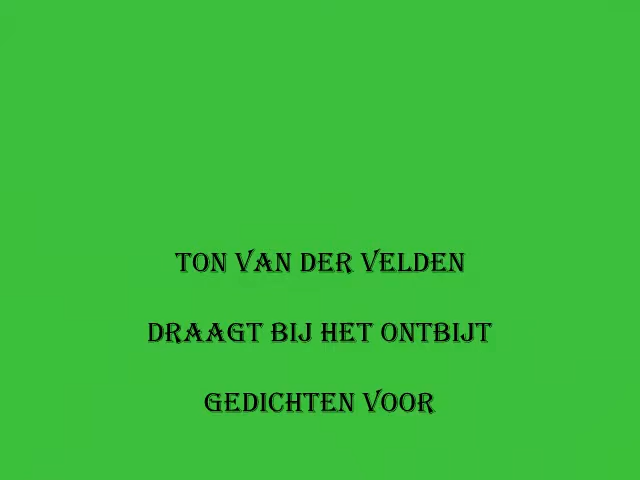 TON VAN DER VELDEN
DRAAGT BIJ HET ONTBIJT
GEDICHTEN VOOR